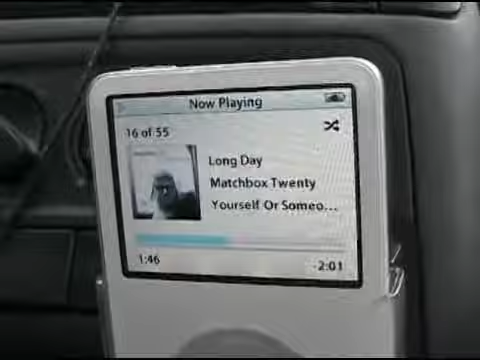 Now Playing
16 of 55
Long Day
Matchbox Twenty
Yourself Or Someo...
1:46
-2:01